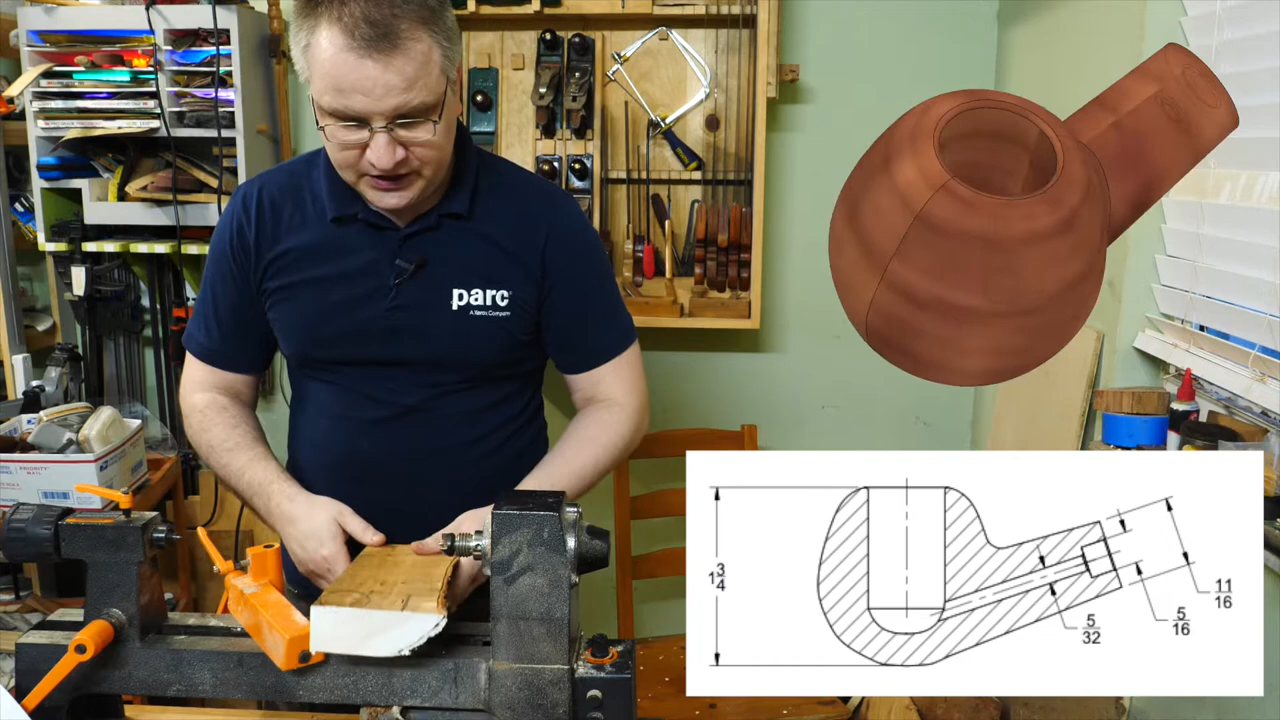 parc
A Xerox Company
PRIORITY
MAIL
1 3/4
5/32
5/16
11/16